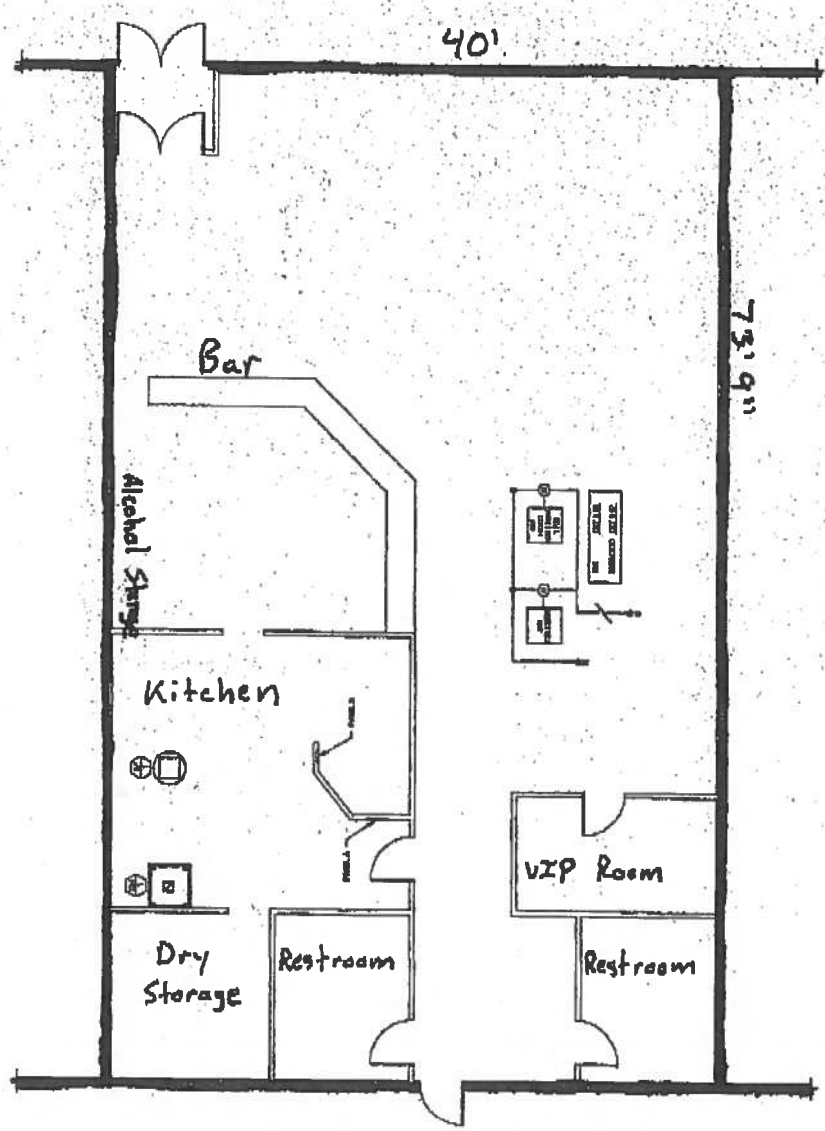 40'
73' 9"
Bar
Alcohol Storage
Kitchen
VIP Room
Dry
Storage
Restroom
Restroom